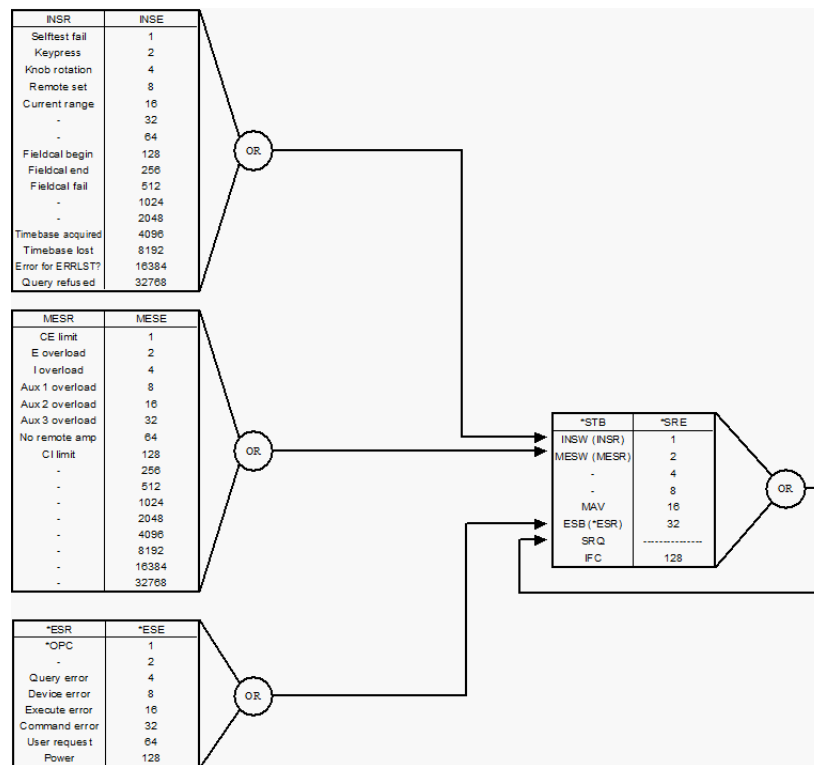 INSR INSE
Selftest fail 1
Keypress 2
Knob rotation 4
Remote set 8
Current range 16
- 32
- 64
Fieldcal begin 128
Fieldcal end 256
Fieldcal fail 512
- 1024
- 2048
Timebase acquired 4096
Timebase lost 8192
Error for ERRLST? 16384
Query refused 32768
OR
MESR MESE
CE limit 1
E overload 2
I overload 4
Aux 1 overload 8
Aux 2 overload 16
Aux 3 overload 32
No remote amp 64
CI limit 128
- 256
- 512
- 1024
- 2048
- 4096
- 8192
- 16384
- 32768
OR
*STB *SRE
INSW (INSR) 1
MESW (MESR) 2
- 4
- 8
MAV 16
ESB (*ESR) 32
SRQ ---------------
IFC 128
OR
*ESR *ESE
*OPC 1
- 2
Query error 4
Device error 8
Execute error 16
Command error 32
User request 64
Power 128
OR